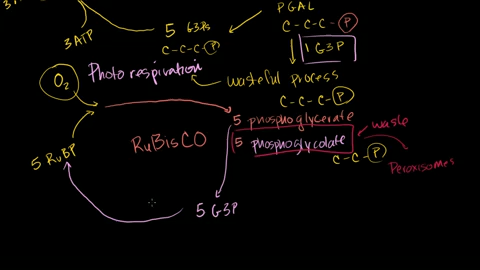 PGAL
5 G3Ps
C-C-C-P
3ATP
C-C-C-P
1 G3P
Photorespiration
wasteful process
O2
C-C-C-P
5 phosphoglycerate
waste
RuBisCO
5 phosphoglycolate
5 RuBP
C-C-P
Peroxisomes
5 G3P